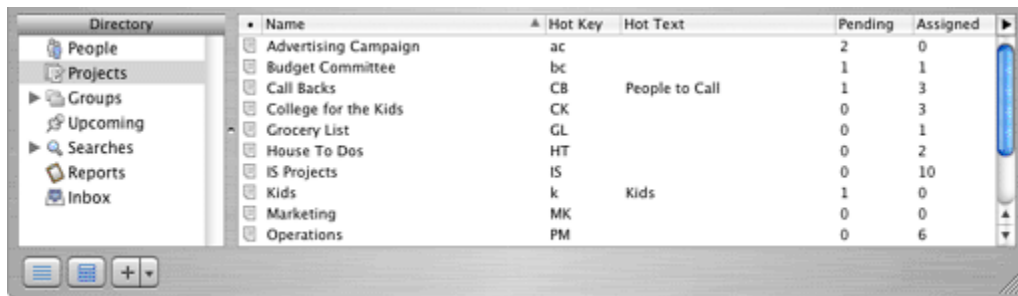 Directory
People
Projects
Groups
Upcoming
Searches
Reports
Inbox
• Name Hot Key Hot Text Pending Assigned
Advertising Campaign ac 2 0
Budget Committee bc 1 1
Call Backs CB People to Call 1 3
College for the Kids CK 0 3
Grocery List GL 0 1
House To Dos HT 0 2
IS Projects IS 0 10
Kids k Kids 1 0
Marketing MK 0 0
Operations PM 0 6